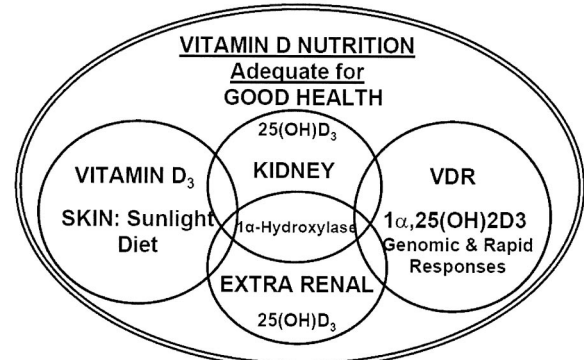 VITAMIN D NUTRITION
Adequate for
GOOD HEALTH
25(OH)D₃
KIDNEY
VITAMIN D₃
SKIN: Sunlight
Diet
1α-Hydroxylase
VDR
1α,25(OH)2D3
Genomic & Rapid
Responses
EXTRA RENAL
25(OH)D₃